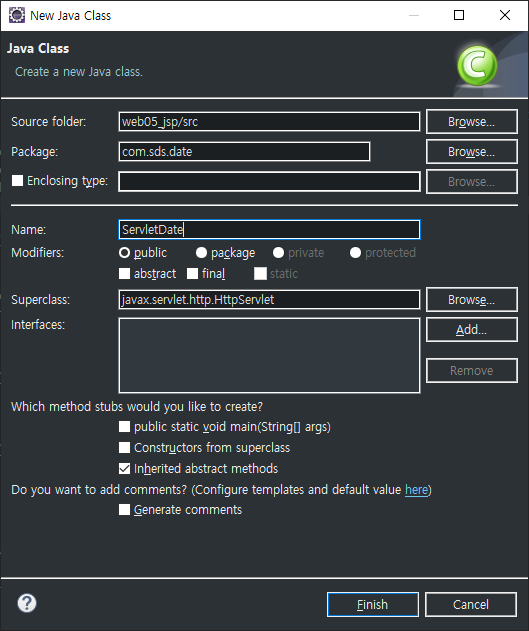 New Java Class
Java Class
Create a new Java class.
Source folder: web05_jsp/src Browse...
Package: com.sds.date Browse...
Enclosing type: Browse...
Name: ServletDate
Modifiers: public package private protected
abstract final static
Superclass: javax.servlet.http.HttpServlet Browse...
Interfaces: Add...
Remove
Which method stubs would you like to create?
public static void main(String[] args)
Constructors from superclass
Inherited abstract methods
Do you want to add comments? (Configure templates and default value here)
Generate comments
Finish Cancel